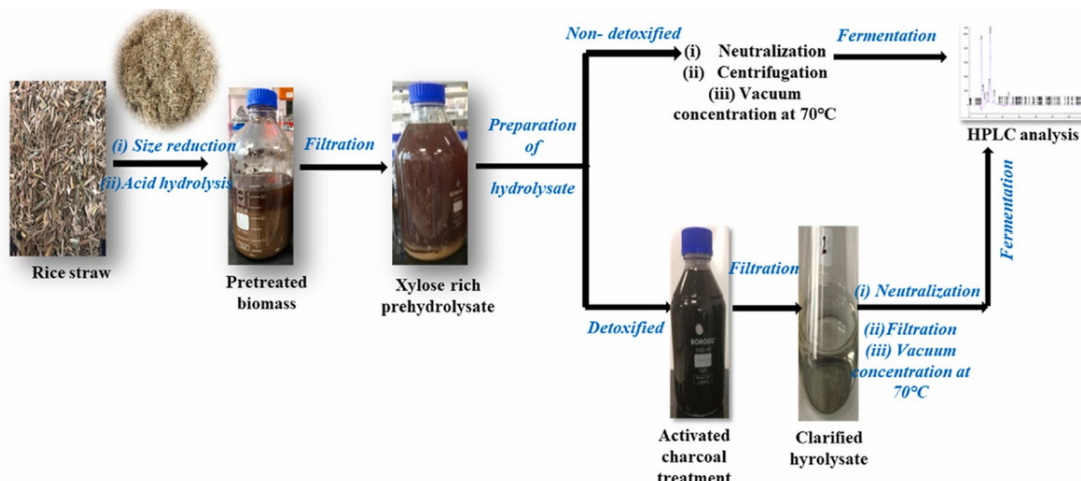 Rice straw
(i) Size reduction
(ii)Acid hydrolysis
Pretreated
biomass
Filtration
Xylose rich
prehydrolysate
Preparation
of
hydrolysate
Non- detoxified
(i) Neutralization
(ii) Centrifugation
(iii) Vacuum
concentration at 70°C
Fermentation
HPLC analysis
Detoxified
BOROSIL
Activated
charcoal
treatment
Filtration
Clarified
hyrolysate
(i) Neutralization
(ii)Filtration
(iii) Vacuum
concentration at
70°C
Fermentation